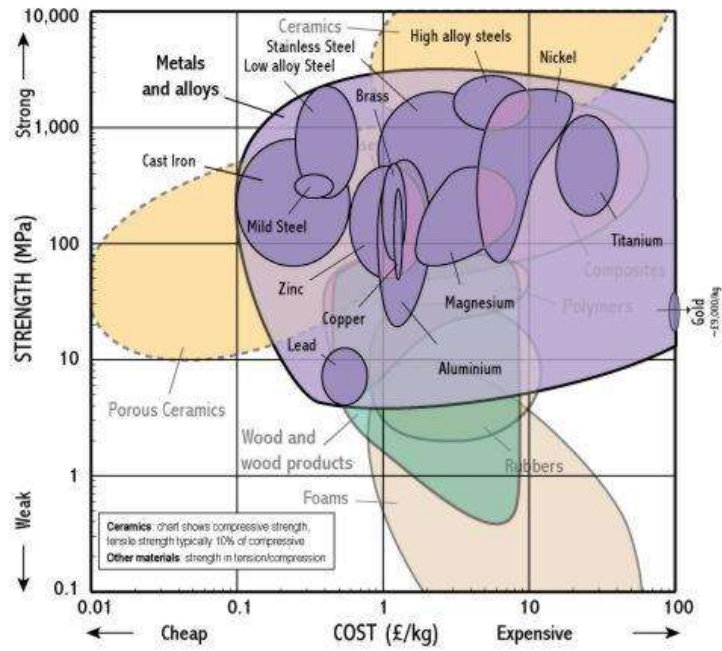 10,000
1,000
100
10
1
0.1
Strong
STRENGTH (MPa)
Weak
Ceramics
Stainless Steel
Low alloy Steel
High alloy steels
Nickel
Metals
and alloys
Brass
Cast Iron
Mild Steel
Titanium
Composites
Zinc
Magnesium
Polymers
Copper
Gold
~£9,000/kg
Lead
Aluminium
Porous Ceramics
Wood and
wood products
Rubbers
Foams
Ceramics: chart shows compressive strength,
tensile strength typically 10% of compressive
Other materials: strength in tension/compression
0.01
0.1
1
10
100
Cheap
COST (£/kg)
Expensive